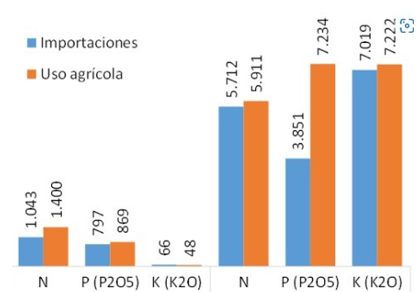 Importaciones
Uso agrícola
1.043
1.400
797
869
66
48
5.712
5.911
3.851
7.234
7.019
7.222
N
P (P2O5)
K (K2O)
N
P (P2O5)
K (K2O)